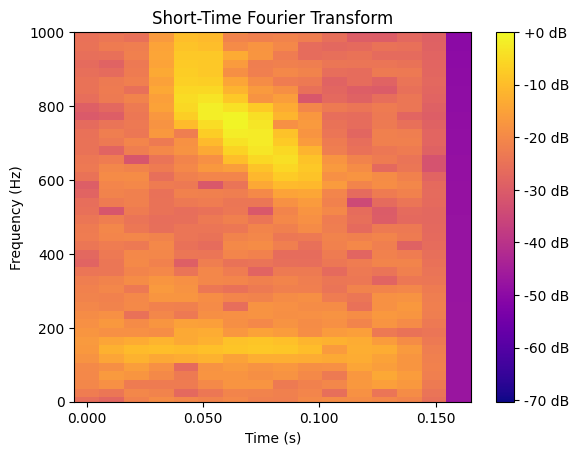 Short-Time Fourier Transform
1000
800
600
400
200
0
Frequency (Hz)
0.000
0.050
0.100
0.150
Time (s)
+0 dB
-10 dB
-20 dB
-30 dB
-40 dB
-50 dB
-60 dB
-70 dB